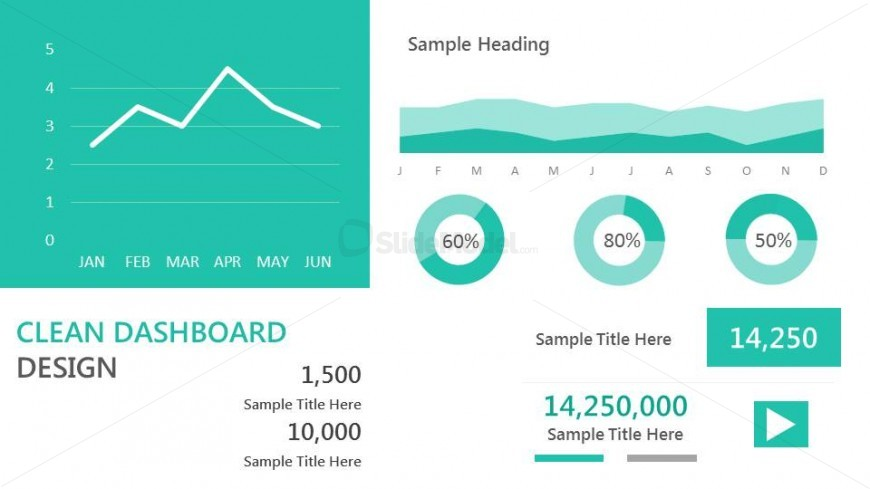 5
4
3
2
1
0
JAN FEB MAR APR MAY JUN
Sample Heading
J F M A M J J A S O N D
60% 80% 50%
SlideModel.com
CLEAN DASHBOARD
DESIGN
1,500
Sample Title Here
10,000
Sample Title Here
Sample Title Here 14,250
14,250,000
Sample Title Here